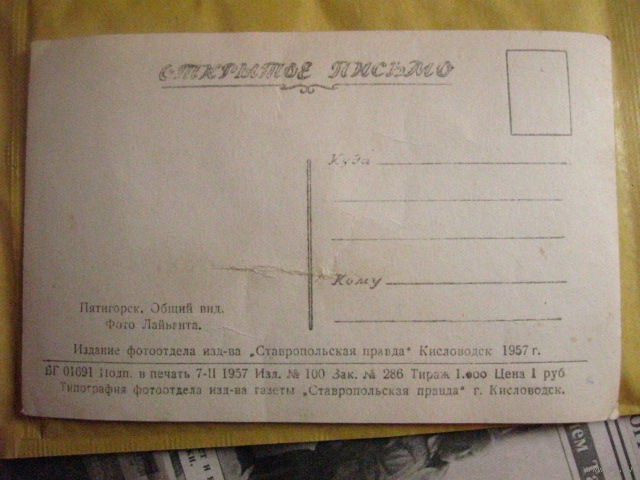 ОТКРЫТОЕ ПИСЬМО
Куда
Кому
Пятигорск. Общий вид.
Фото Лайвента.
Издание фотоотдела изд-ва „Ставропольская правда" Кисловодск 1957 г.
БГ 01091 Подп. в печать 7-II 1957 Изд. № 100 Зак. № 286 Тираж 1.000 Цена 1 руб
Типография фотоотдела изд-ва газеты „Ставропольская правда" г. Кисловодск.